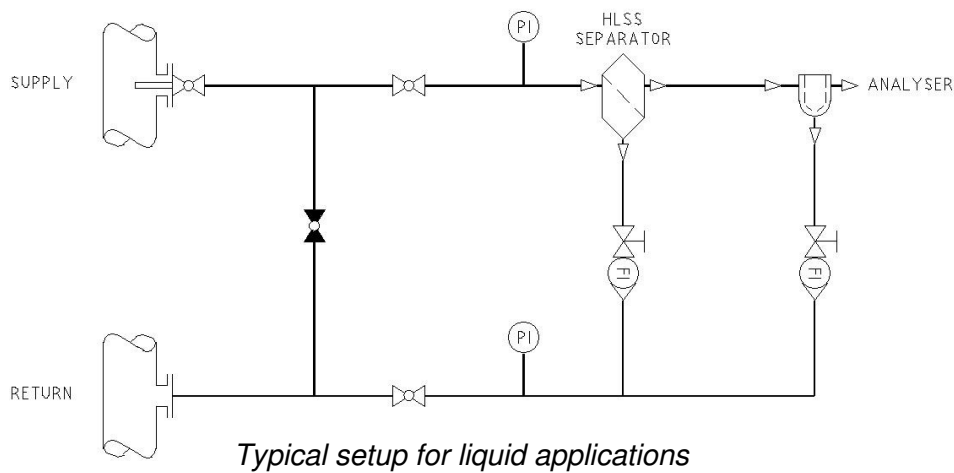 HLSS
SEPARATOR
PI
SUPPLY
ANALYSER
FI
FI
PI
RETURN
Typical setup for liquid applications